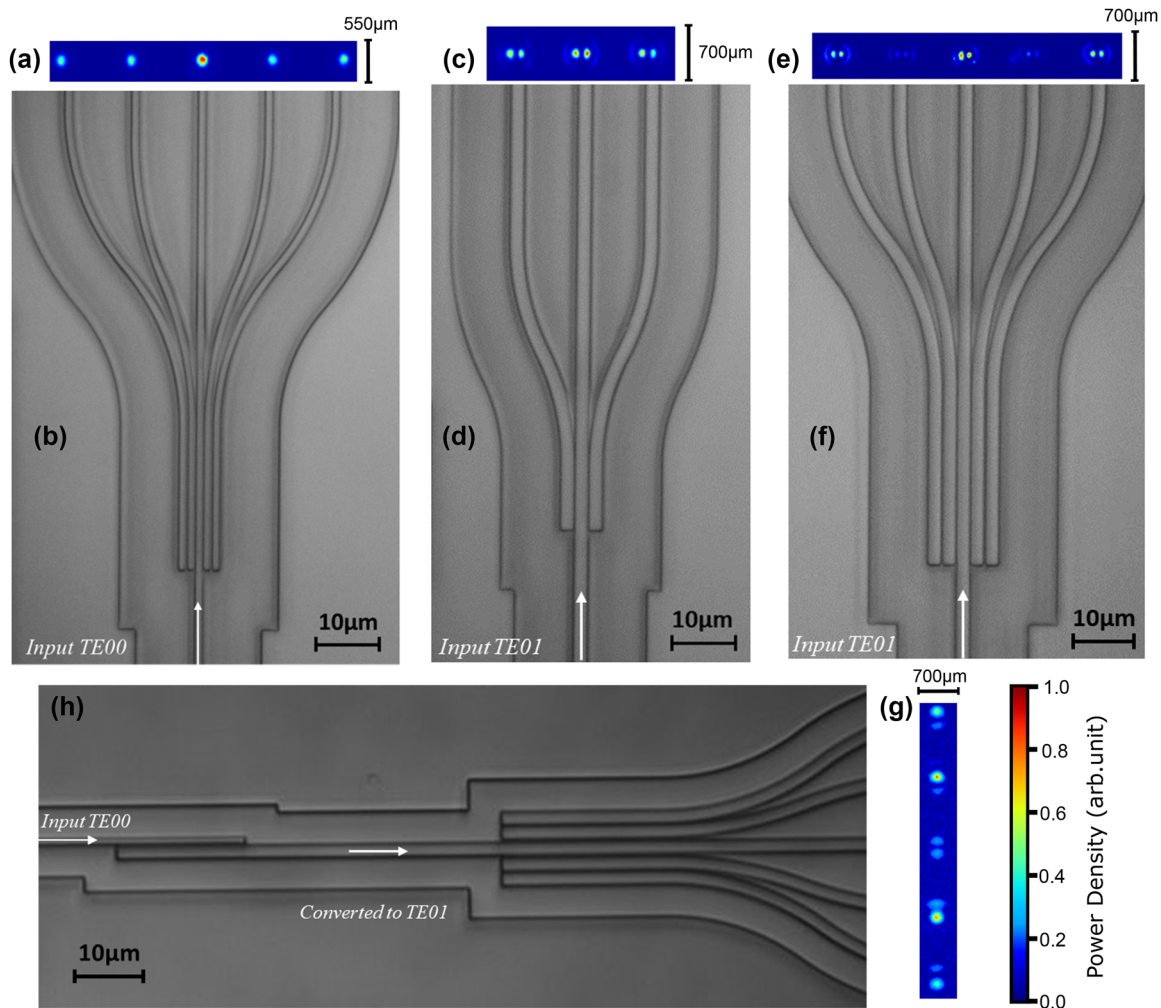 550µm
700µm
(a)
(c)
700µm
(e)
(b)
(d)
(f)
Input TE00
10µm
Input TE01
10µm
Input TE01
10µm
(h)
700µm
(g)
1.0
0.8
0.6
0.4
0.2
0.0
Power Density (arb.unit)
Input TE00
Converted to TE01
10µm